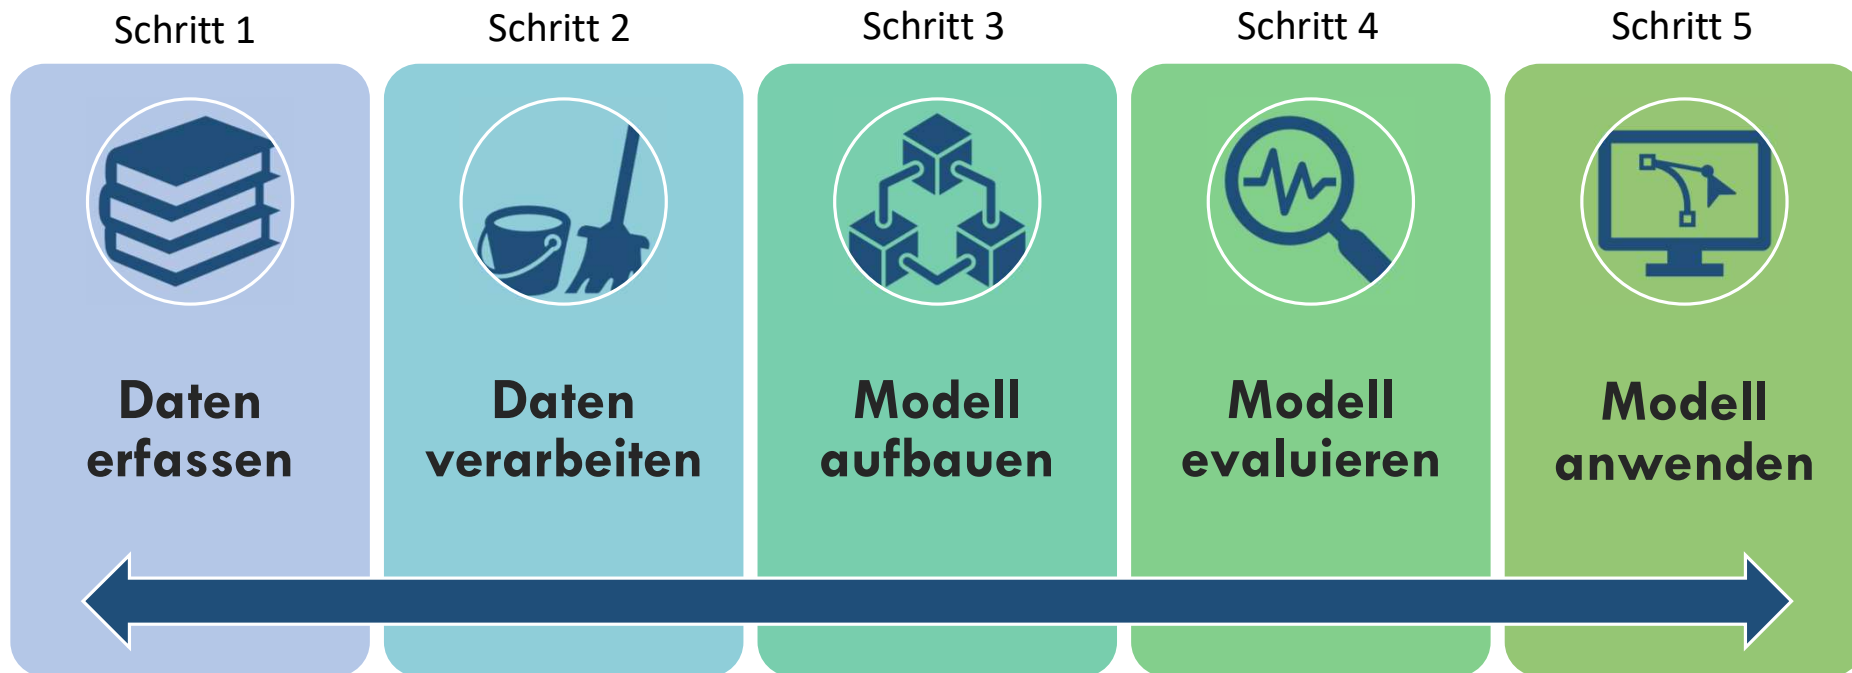 Schritt 1
Schritt 2
Schritt 3
Schritt 4
Schritt 5
Daten
erfassen
Daten
verarbeiten
Modell
aufbauen
Modell
evaluieren
Modell
anwenden